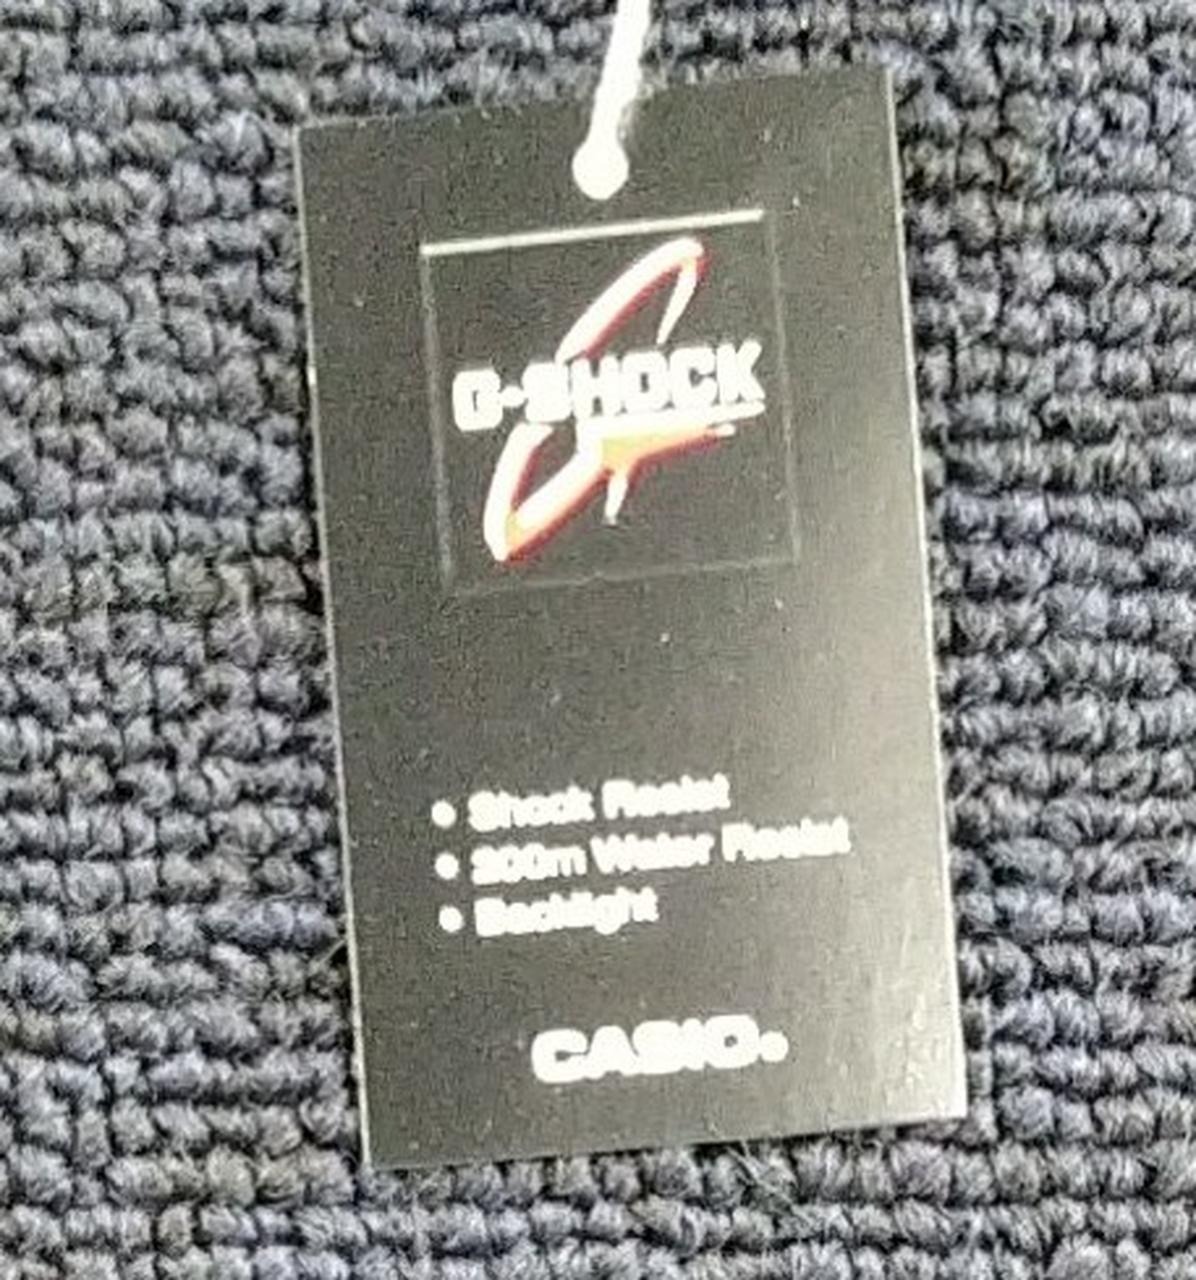 G-SHOCK
• Shock Resist
• 200m Water Resist
• Backlight
CASIO